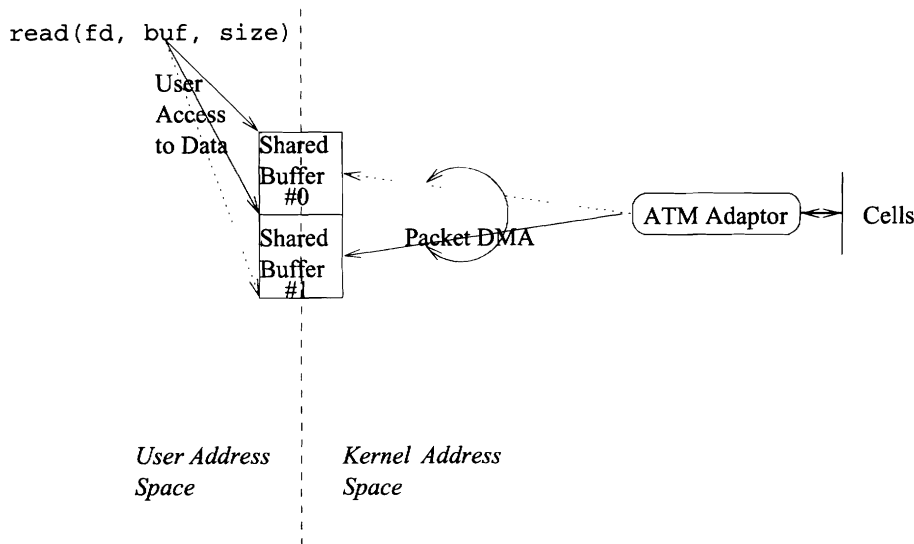 read(fd, buf, size)
User
Access
to Data
Shared
Buffer
#0
Shared
Buffer
#1
Packet DMA
ATM Adaptor
Cells
User Address
Space
Kernel Address
Space